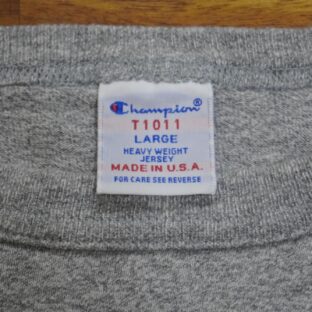 Champion®
T1011
LARGE
HEAVY WEIGHT
JERSEY
MADE IN U.S.A.
FOR CARE SEE REVERSE